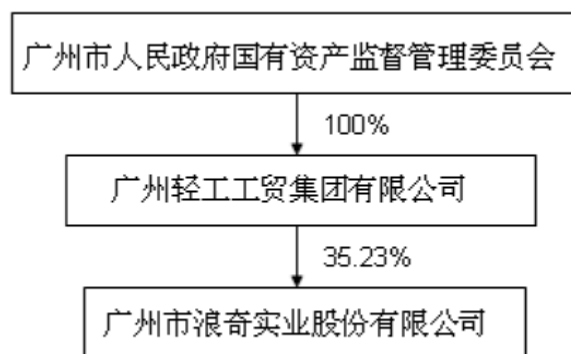 广州市人民政府国有资产监督管理委员会
100%
广州轻工工贸集团有限公司
35.23%
广州市浪奇实业股份有限公司